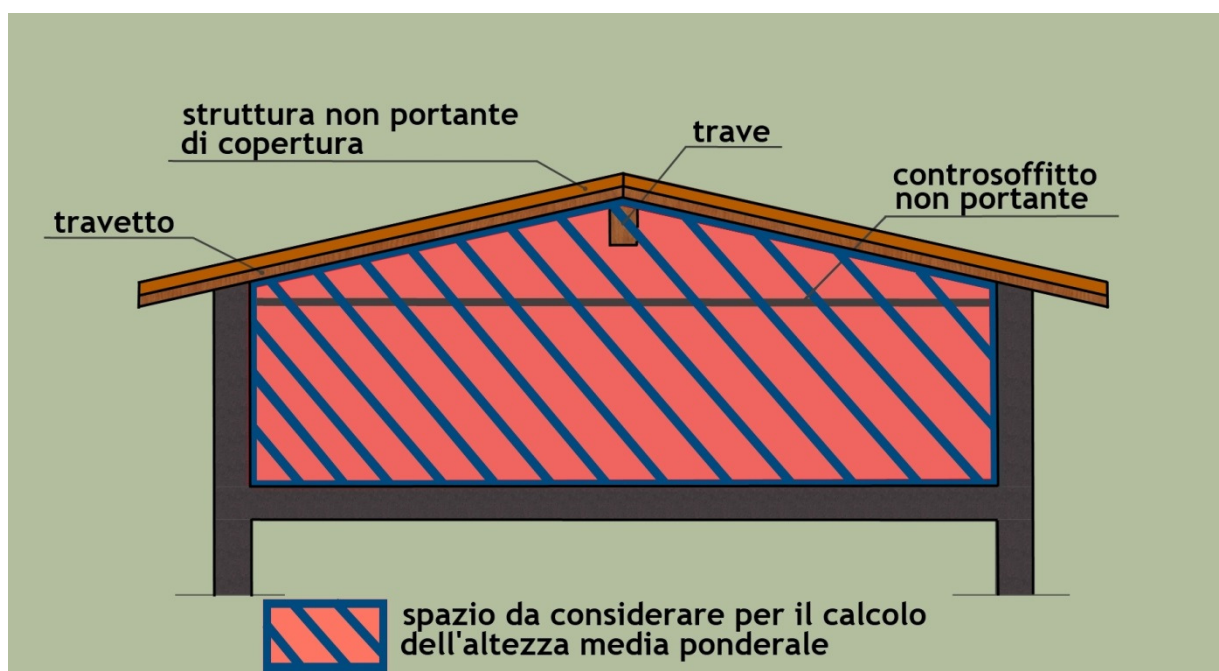 struttura non portante
di copertura
trave
controsoffitto
non portante
travetto
spazio da considerare per il calcolo
dell'altezza media ponderale